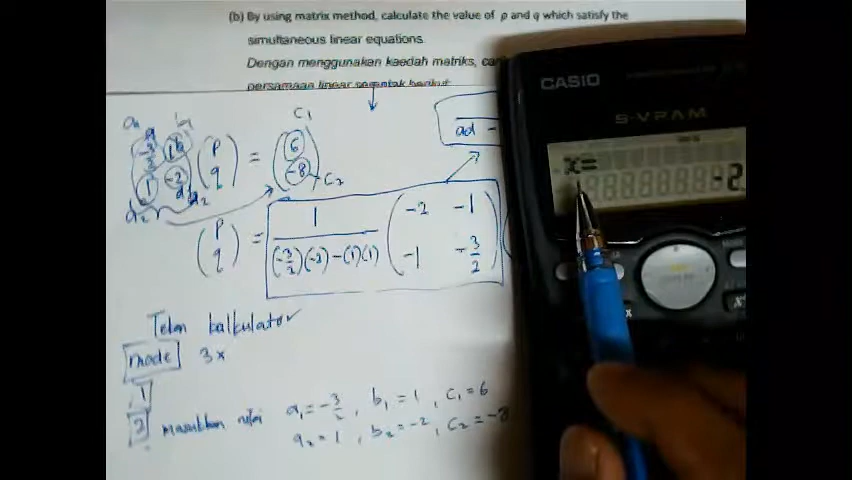 (b) By using matrix method, calculate the value of p and q which satisfy the
simultaneous linear equations.
Dengan menggunakan kaedah matriks,
persamaan linear serentak berikut:
CASIO
S-V.P.A.M.
x=
-2
a₁ b₁ c₁
-3/2 1 (p) = (6)
1 -2 (q) (-8) c₂
a₂ b₂
ad -
(p q) = 1/((-3/2)(-2) - (1)(1)) (-2 -1
-1 -3/2)
Tekan kalkulator
mode 3x
1
2 masukkan nilai a₁ = -3/2 , b₁ = 1 , c₁ = 6
a₂ = 1 , b₂ = -2 , c₂ = -8